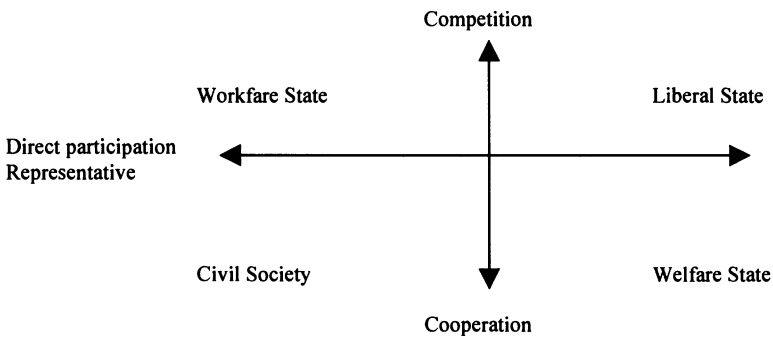 Competition
Workfare State
Liberal State
Direct participation
Representative
Civil Society
Welfare State
Cooperation